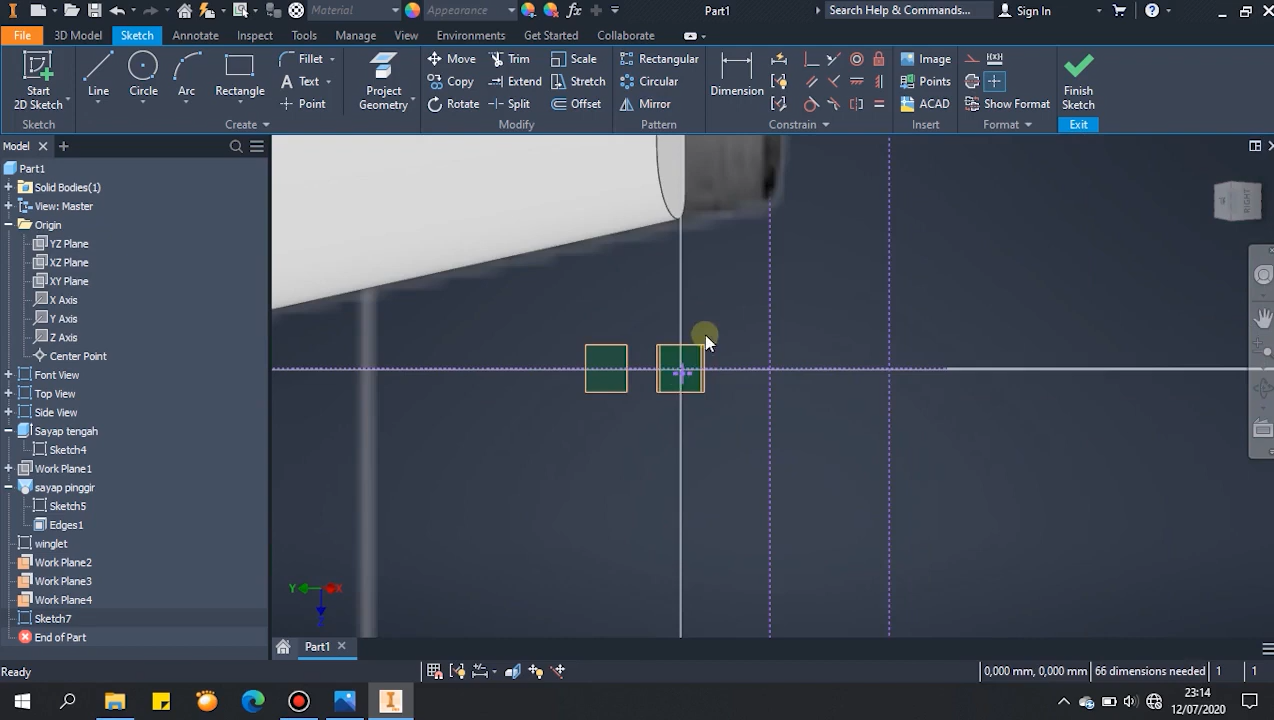 Material
Appearance
Part1
Search Help & Commands...
Sign In
File
3D Model
Sketch
Annotate
Inspect
Tools
Manage
View
Environments
Get Started
Collaborate
Start
2D Sketch
Line
Circle
Arc
Rectangle
Fillet
Text
Point
Project
Geometry
Move
Copy
Rotate
Trim
Extend
Split
Scale
Stretch
Offset
Rectangular
Circular
Mirror
Dimension
Image
Points
ACAD
Show Format
Finish
Sketch
Sketch
Create
Modify
Pattern
Constrain
Insert
Format
Exit
Model
Part1
Solid Bodies(1)
View: Master
Origin
YZ Plane
XZ Plane
XY Plane
X Axis
Y Axis
Z Axis
Center Point
Font View
Top View
Side View
Sayap tengah
Sketch4
Work Plane1
sayap pinggir
Sketch5
Edges1
winglet
Work Plane2
Work Plane3
Work Plane4
Sketch7
End of Part
RIGHT
Y
X
Z
Part1
Ready
0,000 mm, 0,000 mm
66 dimensions needed
1
1
23:14
12/07/2020